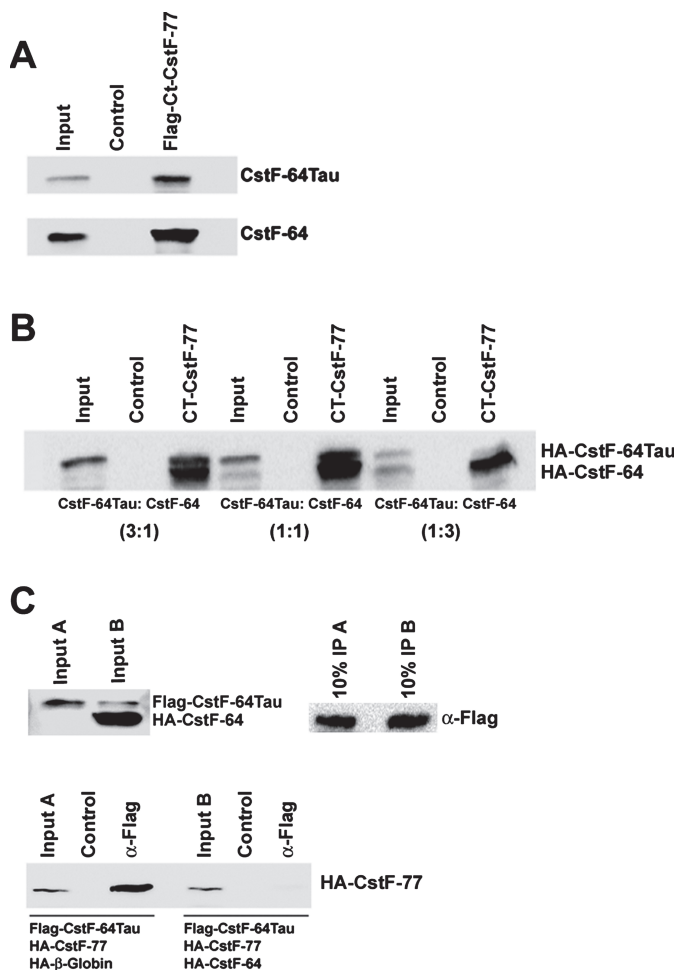 A
Input
Control
Flag-Ct-CstF-77
CstF-64Tau
CstF-64
B
Input
Control
CT-CstF-77
Input
Control
CT-CstF-77
Input
Control
CT-CstF-77
HA-CstF-64Tau
HA-CstF-64
CstF-64Tau: CstF-64 CstF-64Tau: CstF-64 CstF-64Tau: CstF-64
(3:1) (1:1) (1:3)
C
Input A
Input B
Flag-CstF-64Tau
HA-CstF-64
10% IP A
10% IP B
α-Flag
Input A
Control
α-Flag
Input B
Control
α-Flag
HA-CstF-77
Flag-CstF-64Tau
HA-CstF-77
HA-β-Globin
Flag-CstF-64Tau
HA-CstF-77
HA-CstF-64